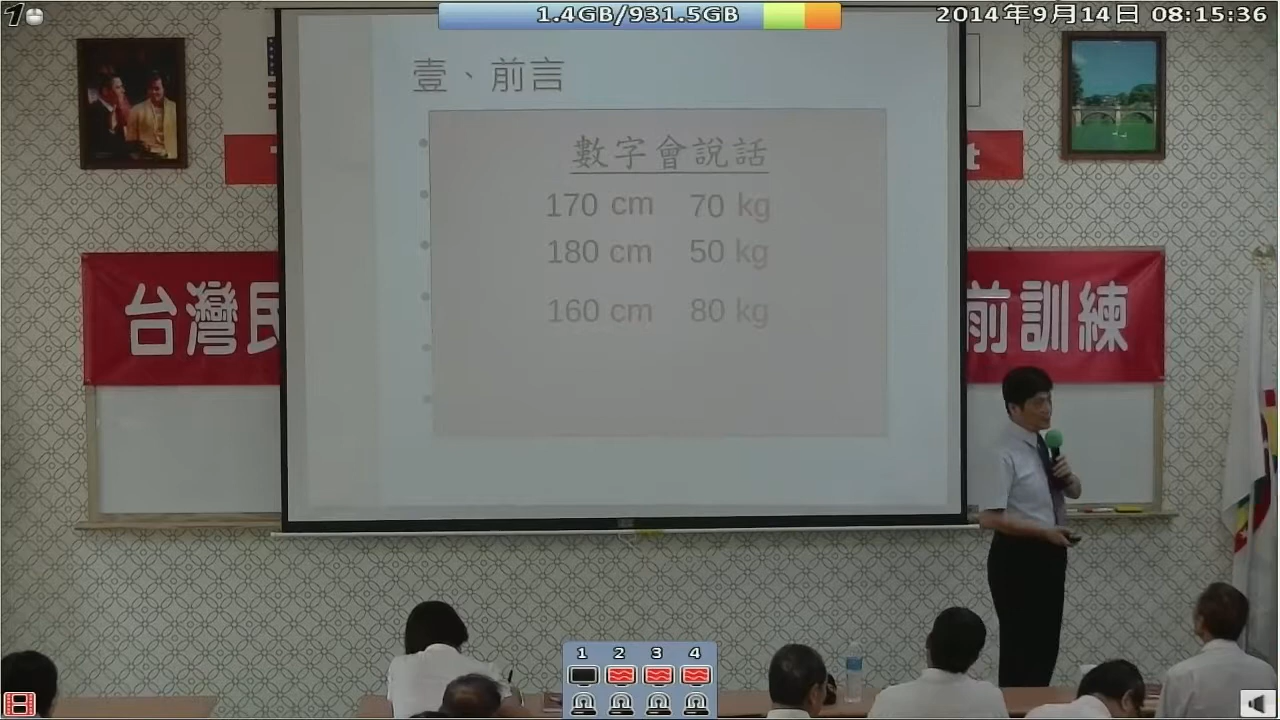 1
1.4GB/931.5GB
2014年9月14日 08:15:36
壹、前言
數字會說話
170 cm 70 kg
180 cm 50 kg
160 cm 80 kg
t
台灣民
前訓練
1 2 3 4